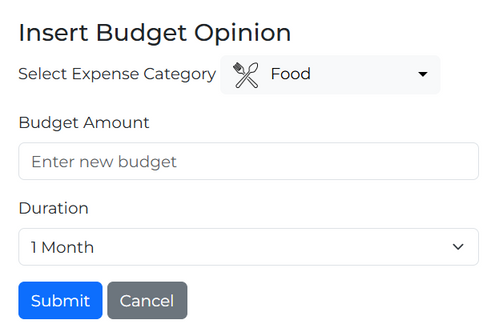 Insert Budget Opinion
Select Expense Category Food
Budget Amount
Enter new budget
Duration
1 Month
Submit Cancel